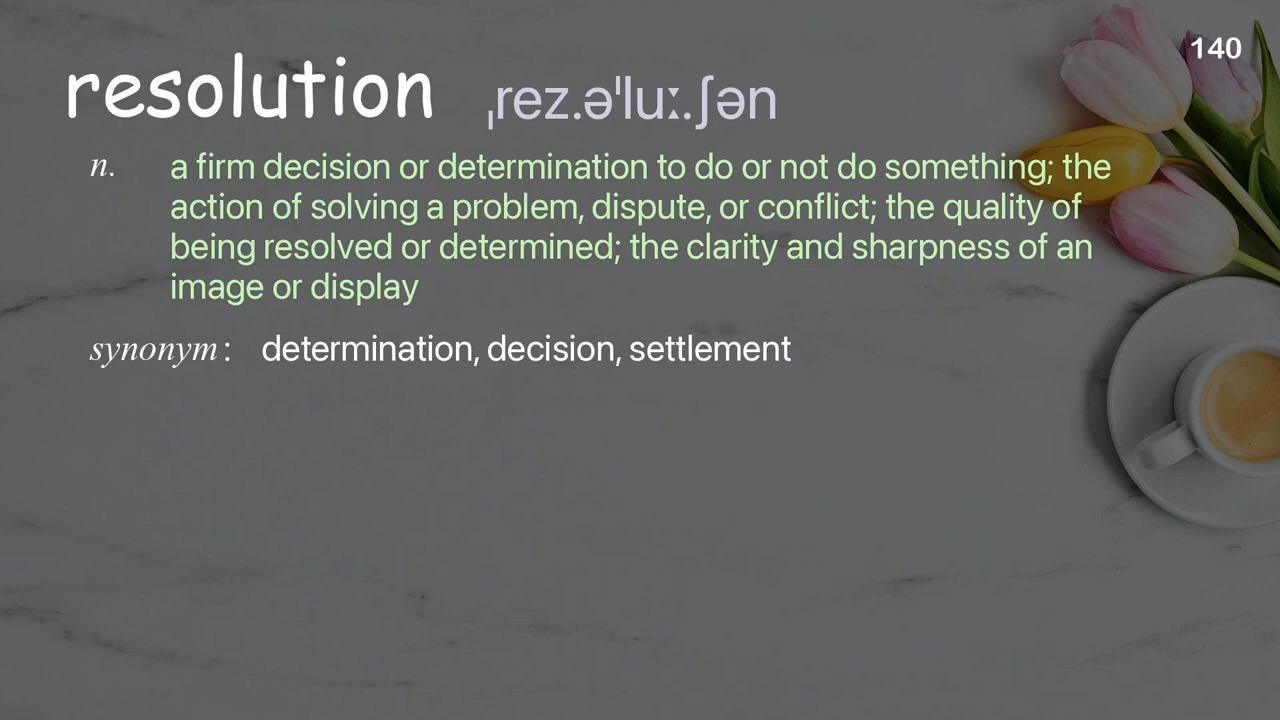 140
resolution ˌrez.əˈluː.ʃən
n. a firm decision or determination to do or not do something; the
action of solving a problem, dispute, or conflict; the quality of
being resolved or determined; the clarity and sharpness of an
image or display
synonym: determination, decision, settlement